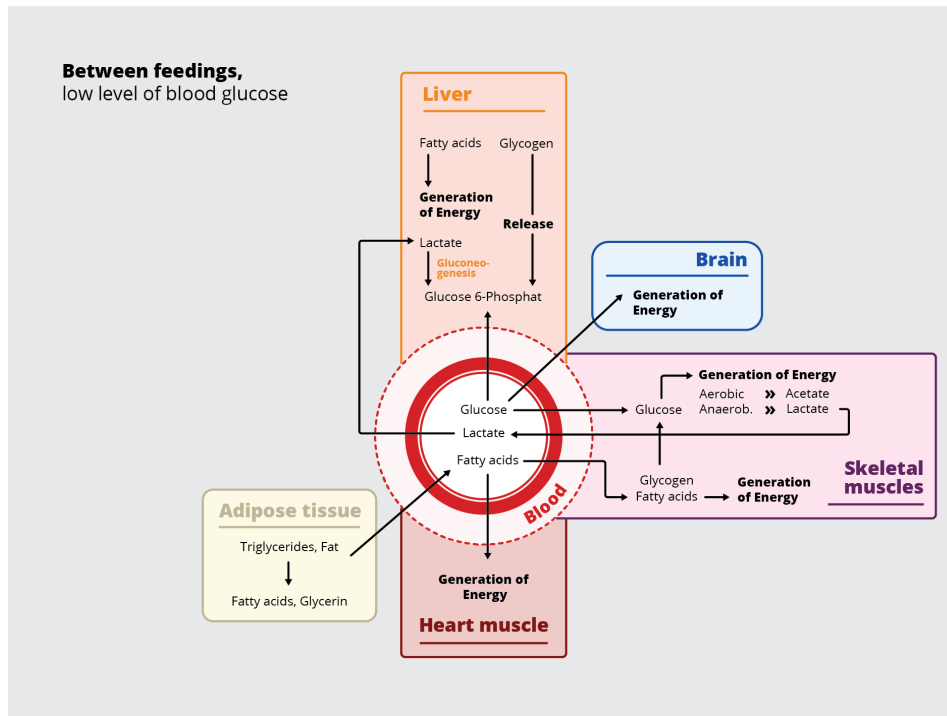 Between feedings,
low level of blood glucose
Liver
Fatty acids
Glycogen
Generation
of Energy
Release
Lactate
Gluconeo-
genesis
Glucose 6-Phosphat
Brain
Generation of
Energy
Glucose
Lactate
Fatty acids
Blood
Glucose
Generation of Energy
Aerobic » Acetate
Anaerob. » Lactate
Glycogen
Fatty acids
Generation
of Energy
Skeletal
muscles
Adipose tissue
Triglycerides, Fat
Fatty acids, Glycerin
Generation of
Energy
Heart muscle